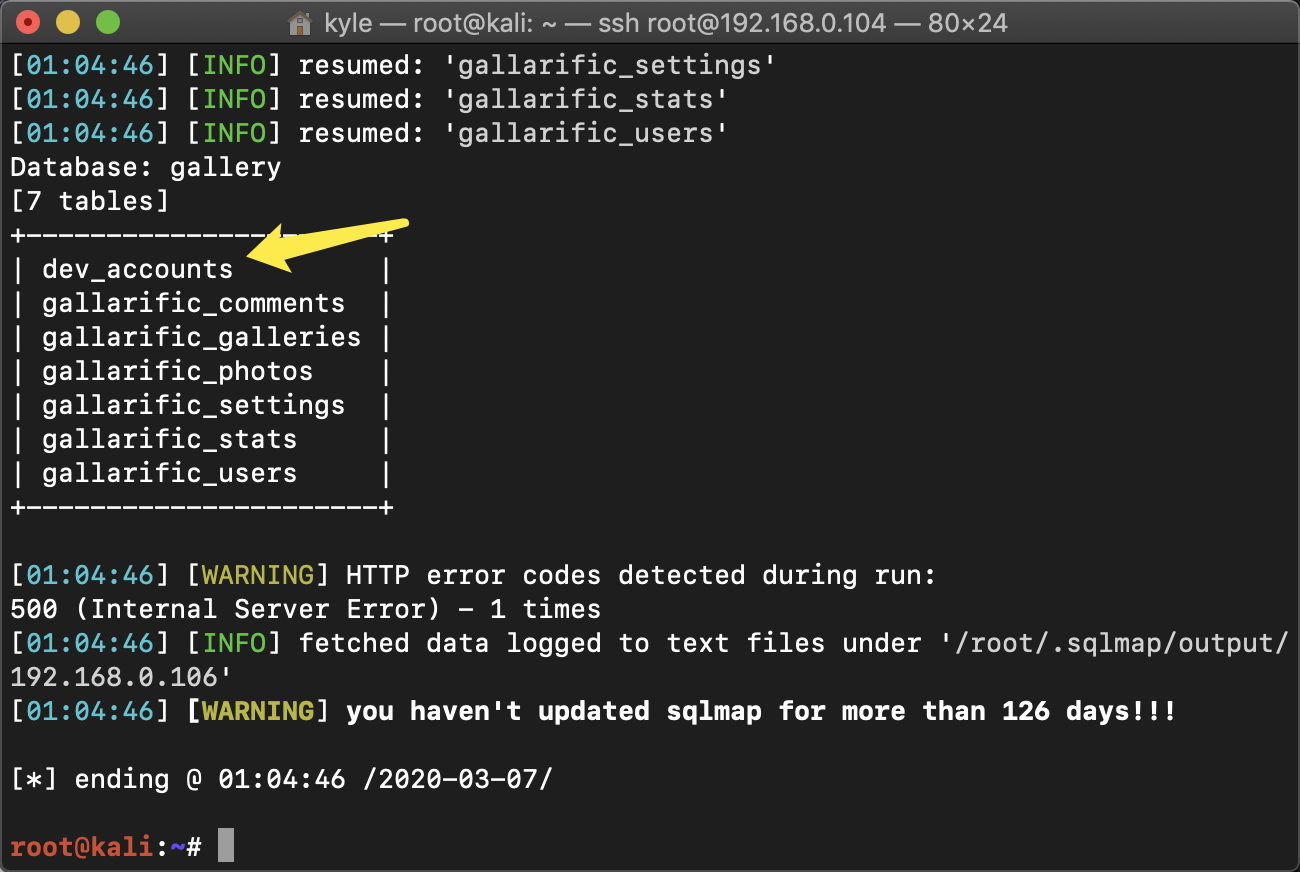 kyle — root@kali: ~ — ssh root@192.168.0.104 — 80×24
[01:04:46] [INFO] resumed: 'gallarific_settings'
[01:04:46] [INFO] resumed: 'gallarific_stats'
[01:04:46] [INFO] resumed: 'gallarific_users'
Database: gallery
[7 tables]
+----------------------+
| dev_accounts         |
| gallarific_comments  |
| gallarific_galleries |
| gallarific_photos    |
| gallarific_settings  |
| gallarific_stats     |
| gallarific_users     |
+----------------------+
[01:04:46] [WARNING] HTTP error codes detected during run:
500 (Internal Server Error) - 1 times
[01:04:46] [INFO] fetched data logged to text files under '/root/.sqlmap/output/
192.168.0.106'
[01:04:46] [WARNING] you haven't updated sqlmap for more than 126 days!!!
[*] ending @ 01:04:46 /2020-03-07/
root@kali:~#